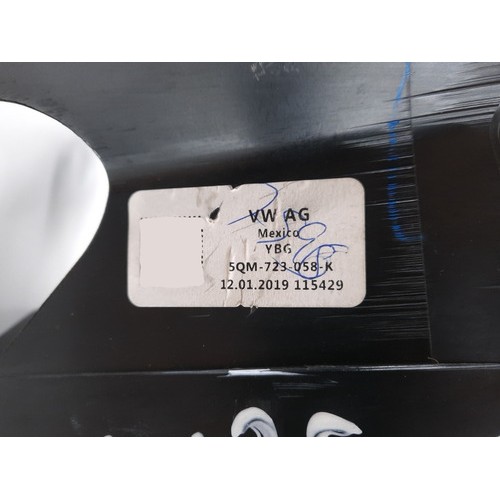 VW AG
Mexico
YBG
5QM-723-058-K
12.01.2019 115429